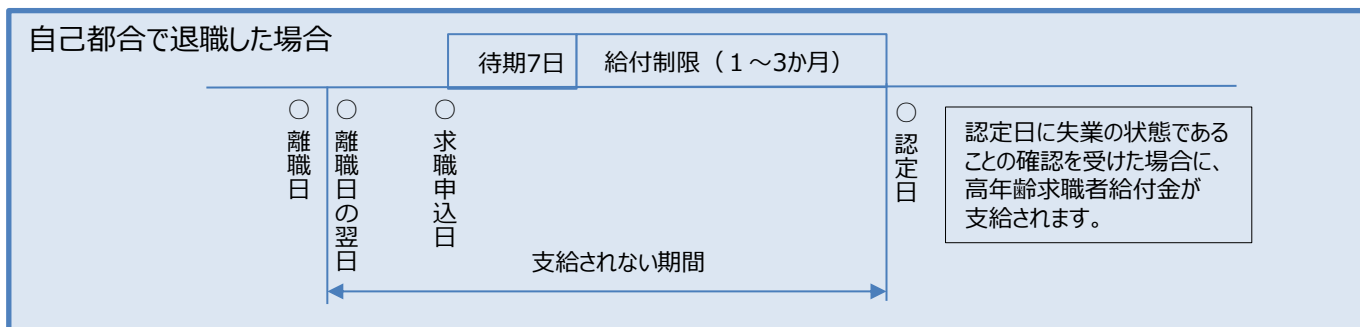 自己都合で退職した場合
待期7日
給付制限（１～3か月）
○離職日
○離職日の翌日
○求職申込日
○認定日
認定日に失業の状態である
ことの確認を受けた場合に、
高年齢求職者給付金が
支給されます。
支給されない期間